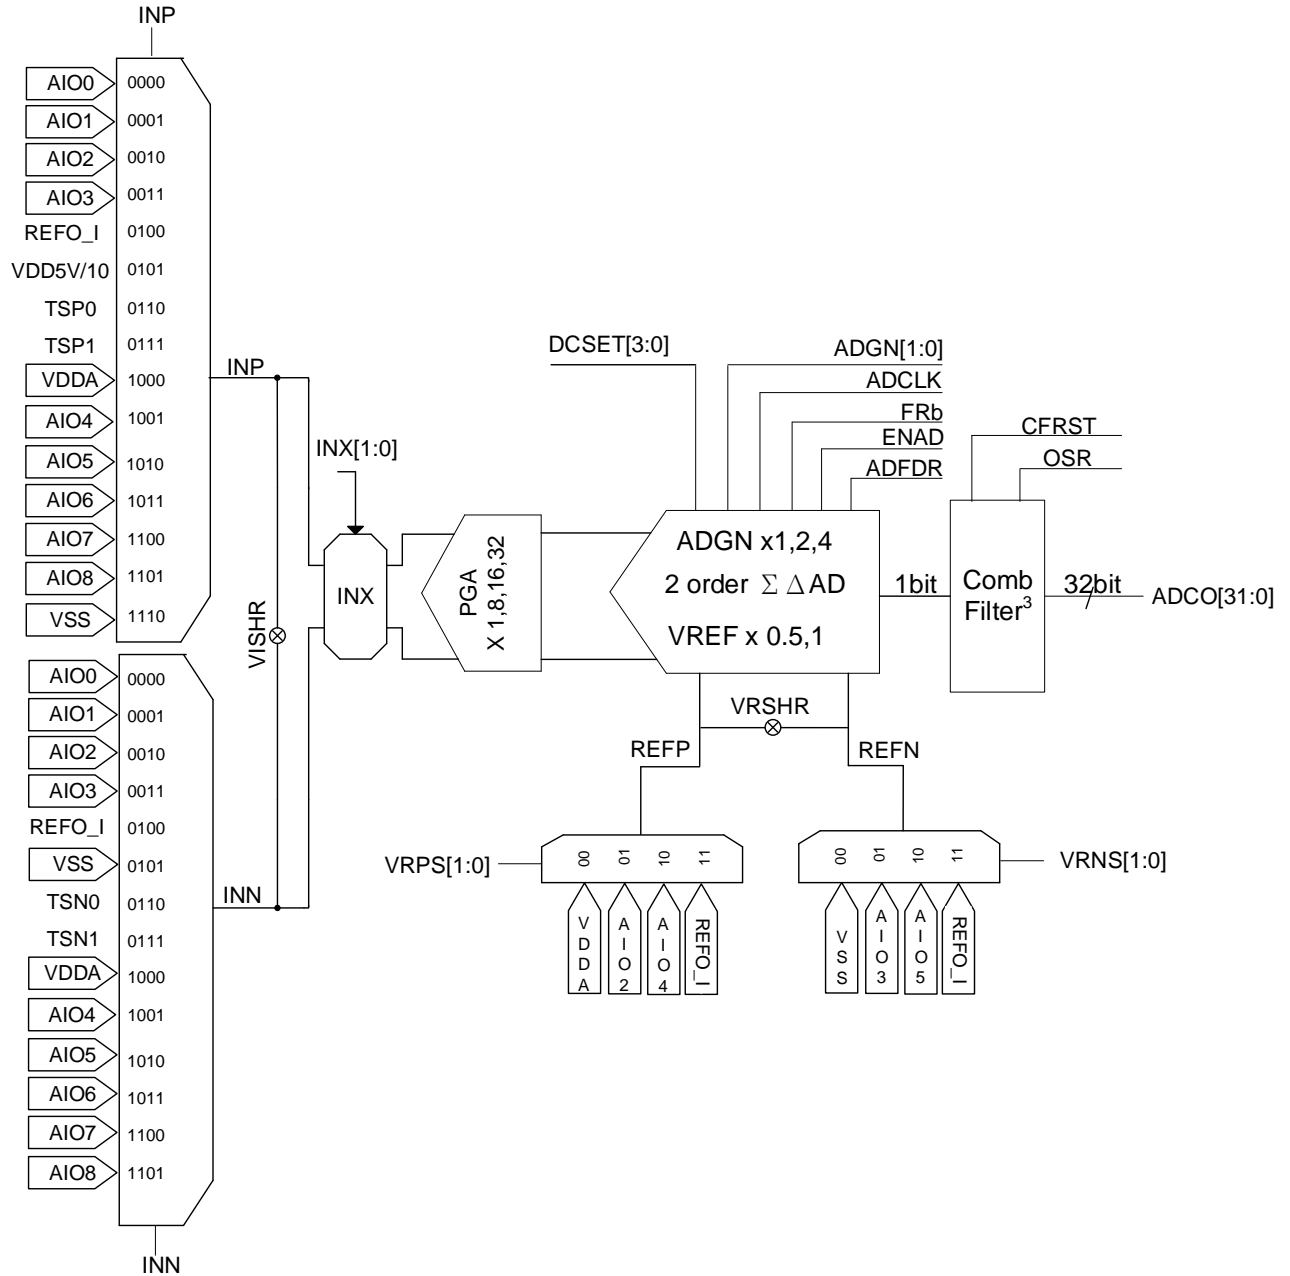 INP
AIO0 0000
AIO1 0001
AIO2 0010
AIO3 0011
REFO_I 0100
VDD5V/10 0101
TSP0 0110
TSP1 0111
VDDA 1000
AIO4 1001
AIO5 1010
AIO6 1011
AIO7 1100
AIO8 1101
VSS 1110
INP
VISHR
INX[1:0]
INX
PGA
X 1,8,16,32
DCSET[3:0]
ADGN[1:0]
ADCLK
FRb
ENAD
ADFDR
ADGN x1,2,4
2 order Σ Δ AD
VREF x 0.5,1
1bit
CFRST
OSR
Comb
Filter³
32bit
ADCO[31:0]
VRSHR
REFP
REFN
VRPS[1:0]
00 01 10 11
VDDA AIO2 AIO4 REFO_I
00 01 10 11
VRNS[1:0]
VSS AIO3 AIO5 REFO_I
AIO0 0000
AIO1 0001
AIO2 0010
AIO3 0011
REFO_I 0100
VSS 0101
TSN0 0110
TSN1 0111
VDDA 1000
AIO4 1001
AIO5 1010
AIO6 1011
AIO7 1100
AIO8 1101
INN
INN